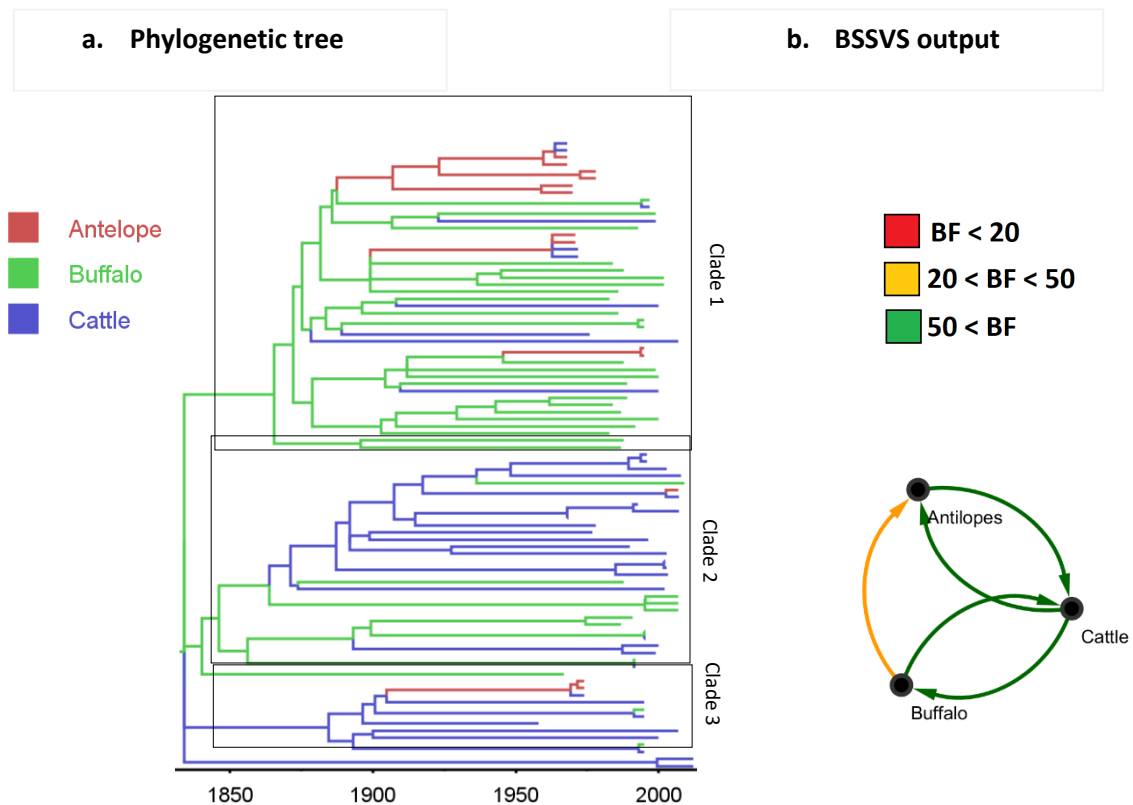 a. Phylogenetic tree
b. BSSVS output
Antelope
Buffalo
Cattle
Clade 1
Clade 2
Clade 3
1850 1900 1950 2000
BF < 20
20 < BF < 50
50 < BF
Antilopes
Cattle
Buffalo